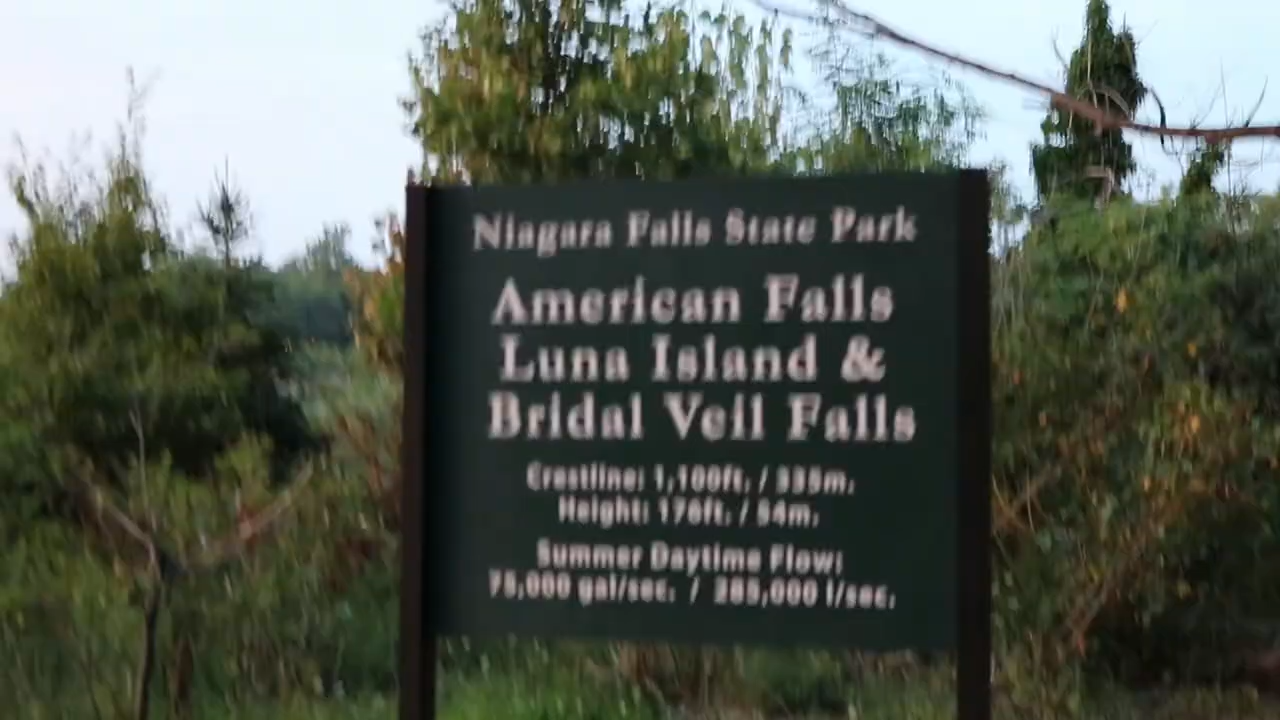 Niagara Falls State Park
American Falls
Luna Island &
Bridal Veil Falls
Crestline: 1,100ft. / 335m.
Height: 176ft. / 54m.
Summer Daytime Flow:
75,000 gal/sec. / 285,000 l/sec.